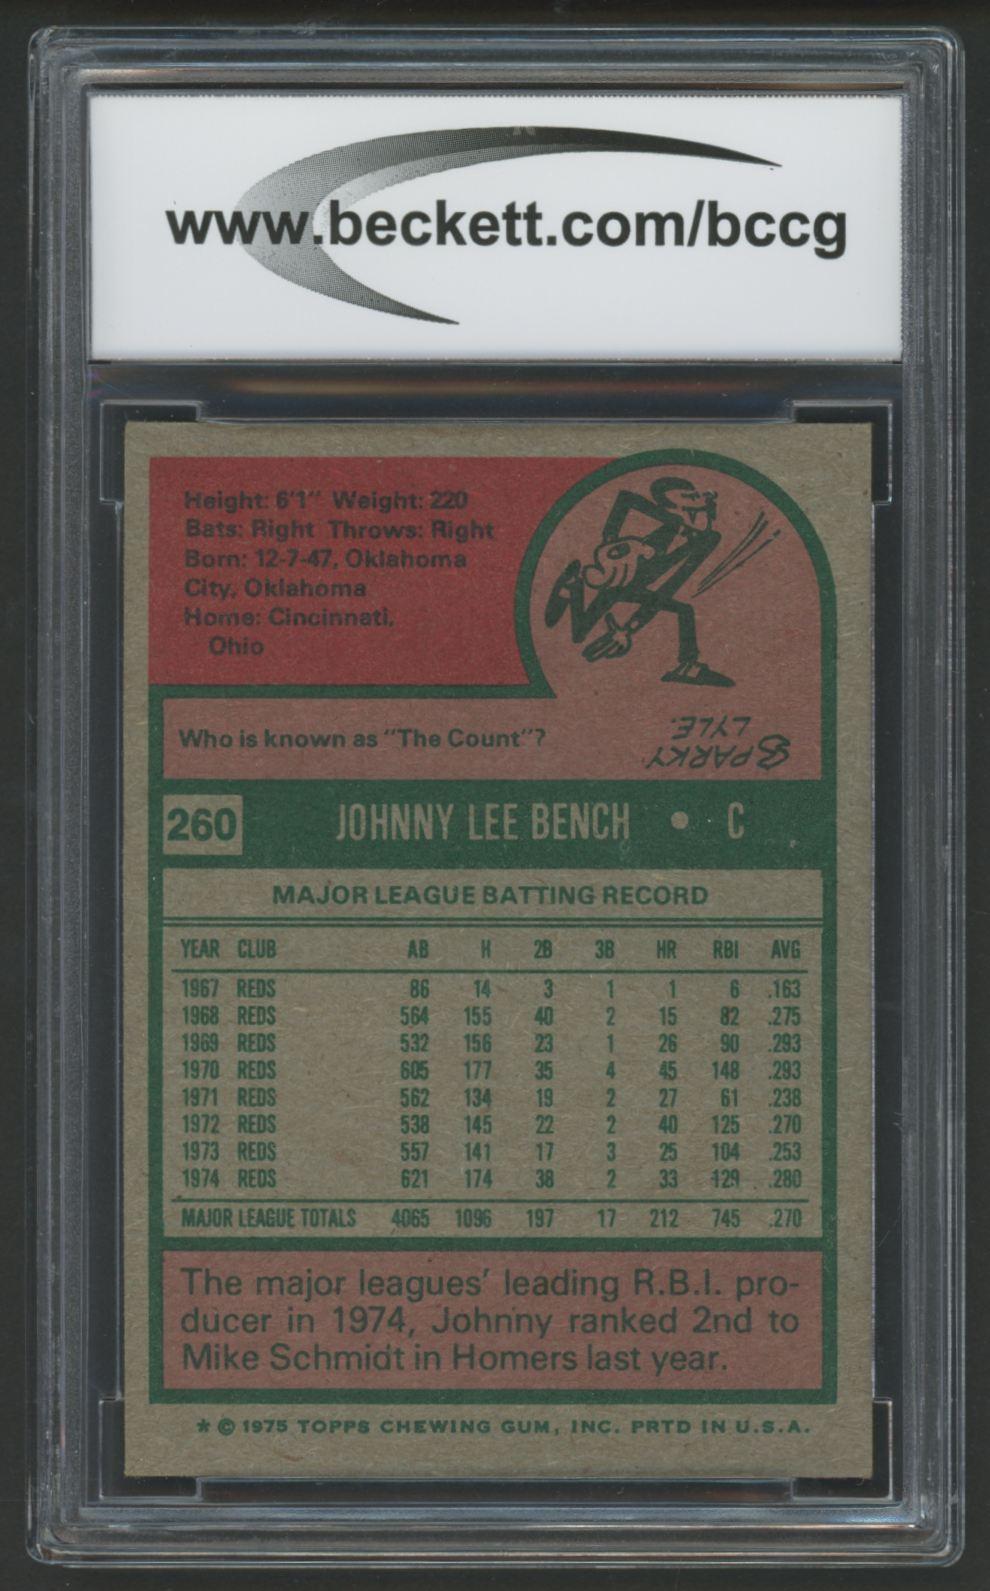 www.beckett.com/bccg
Height: 6'1" Weight: 220
Bats: Right Throws: Right
Born: 12-7-47, Oklahoma
City, Oklahoma
Home: Cincinnati,
Ohio
Who is known as "The Count"?
SPARKY
LYLE.
260 JOHNNY LEE BENCH • C
MAJOR LEAGUE BATTING RECORD
YEAR CLUB AB H 2B 3B HR RBI AVG
1967 REDS 86 14 3 1 1 6 .163
1968 REDS 564 155 40 2 15 82 .275
1969 REDS 532 156 23 1 26 90 .293
1970 REDS 605 177 35 4 45 148 .293
1971 REDS 562 134 19 2 27 61 .238
1972 REDS 538 145 22 2 40 125 .270
1973 REDS 557 141 17 3 25 104 .253
1974 REDS 621 174 38 2 33 129 .280
MAJOR LEAGUE TOTALS 4065 1096 197 17 212 745 .270
The major leagues' leading R.B.I. pro-
ducer in 1974, Johnny ranked 2nd to
Mike Schmidt in Homers last year.
* © 1975 TOPPS CHEWING GUM, INC. PRTD IN U.S.A.